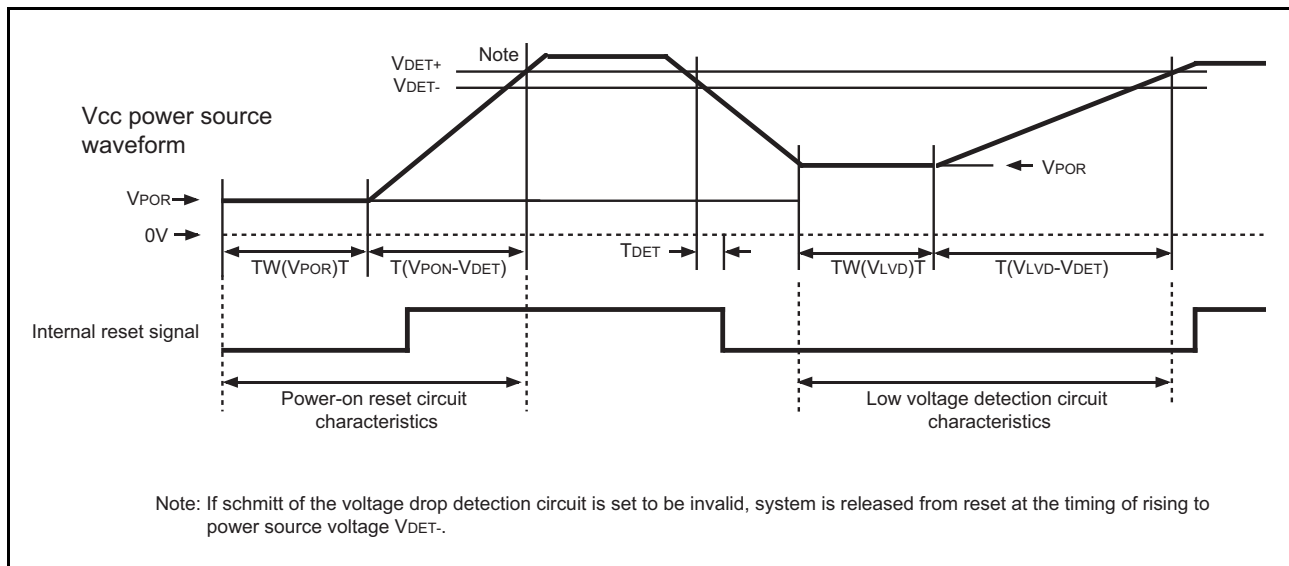 Note
VDET+
VDET-
Vcc power source
waveform
VPOR
VPOR
0V
TDET
TW(VPOR)T
T(VPON-VDET)
TW(VLVD)T
T(VLVD-VDET)
Internal reset signal
Power-on reset circuit
characteristics
Low voltage detection circuit
characteristics
Note: If schmitt of the voltage drop detection circuit is set to be invalid, system is released from reset at the timing of rising to
power source voltage VDET-.